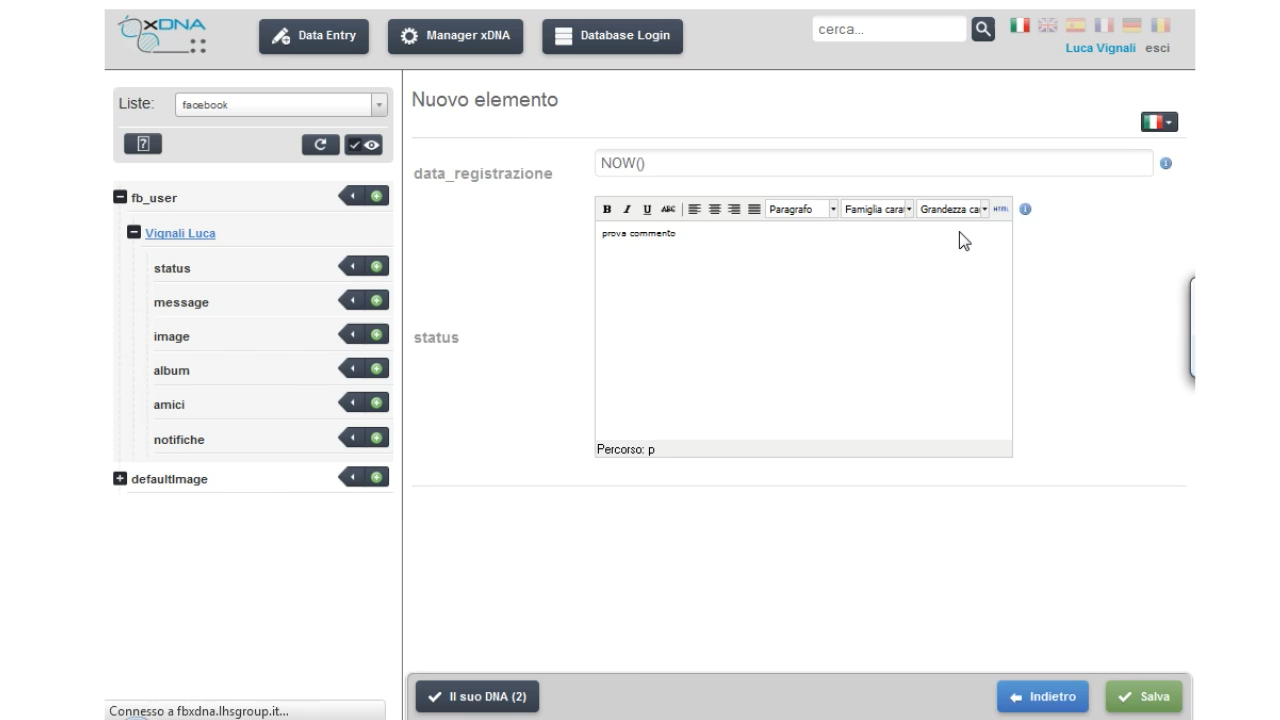 xDNA
Data Entry
Manager xDNA
Database Login
cerca...
Luca Vignali esci
Liste: facebook
Nuovo elemento
fb_user
Vignali Luca
status
message
image
album
amici
notifiche
defaultImage
data_registrazione
NOW()
B I U ABC Paragrafo Famiglia carat Grandezza ca HTML
prova commento
status
Percorso: p
Il suo DNA (2)
Indietro
Salva
Connesso a fbxdna.lhsgroup.it...